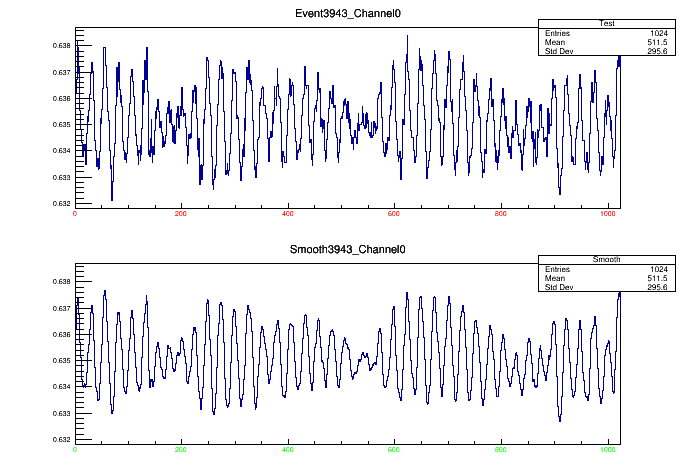 Event3943_Channel0
Test
Entries 1024
Mean 511.5
Std Dev 295.6
0.638
0.637
0.636
0.635
0.634
0.633
0.632
0 200 400 600 800 1000
Smooth3943_Channel0
Smooth
Entries 1024
Mean 511.5
Std Dev 295.6
0.638
0.637
0.636
0.635
0.634
0.633
0.632
0 200 400 600 800 1000